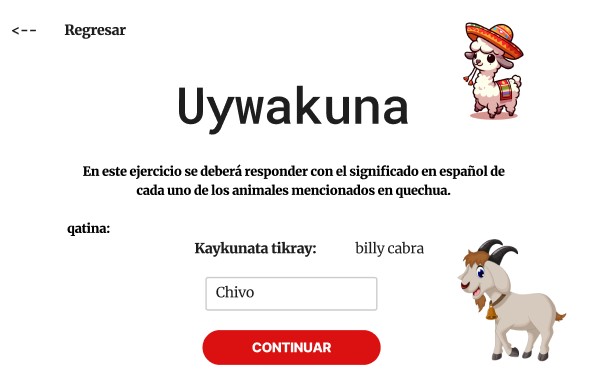 <-- Regresar
Uywakuna
En este ejercicio se deberá responder con el significado en español de
cada uno de los animales mencionados en quechua.
qatina:
Kaykunata tikray: billy cabra
Chivo
CONTINUAR